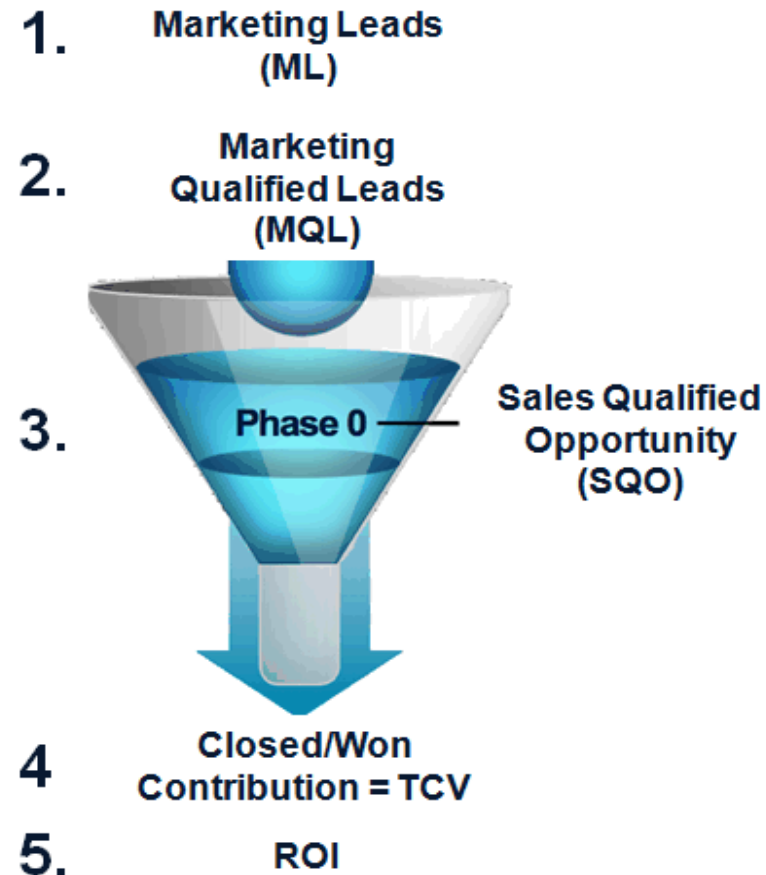 1. Marketing Leads
(ML)
2. Marketing
Qualified Leads
(MQL)
3. Phase 0
Sales Qualified
Opportunity
(SQO)
4 Closed/Won
Contribution = TCV
5. ROI